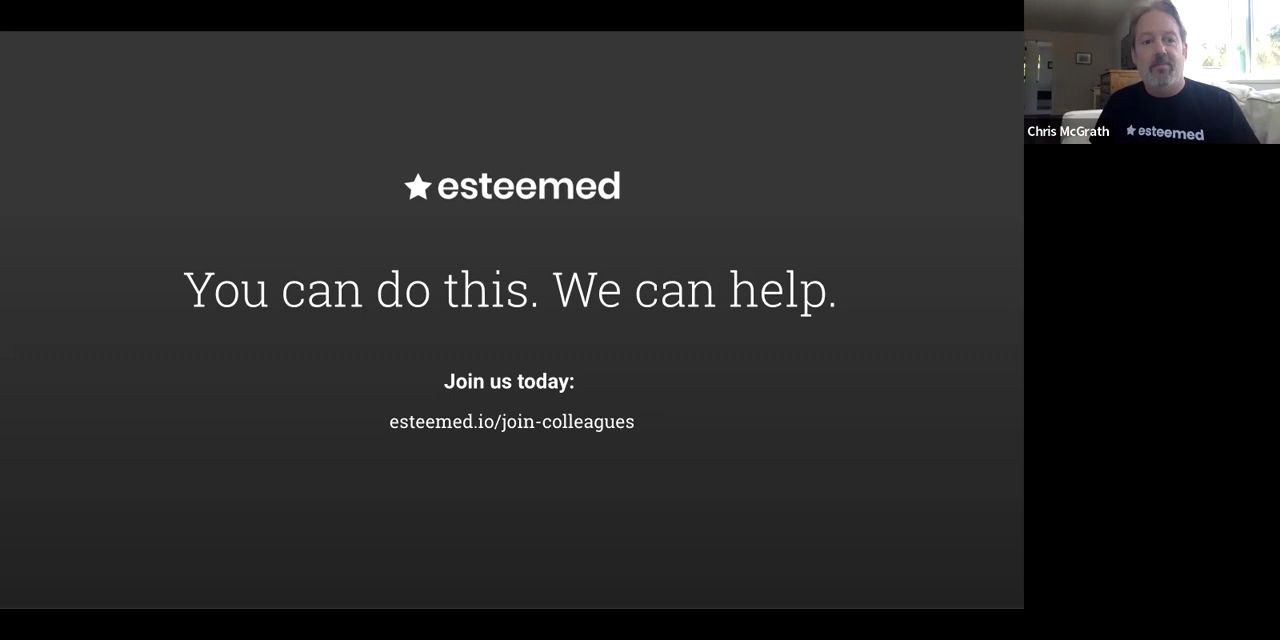 esteemed
You can do this. We can help.
Join us today:
esteemed.io/join-colleagues
Chris McGrath
esteemed